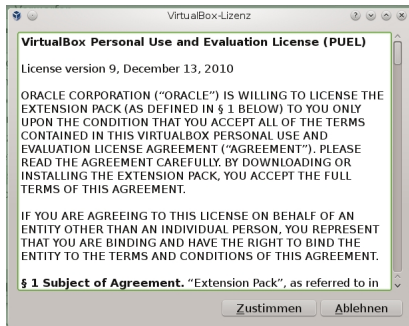 VirtualBox-Lizenz
VirtualBox Personal Use and Evaluation License (PUEL)
License version 9, December 13, 2010
ORACLE CORPORATION (“ORACLE”) IS WILLING TO LICENSE THE
EXTENSION PACK (AS DEFINED IN § 1 BELOW) TO YOU ONLY
UPON THE CONDITION THAT YOU ACCEPT ALL OF THE TERMS
CONTAINED IN THIS VIRTUALBOX PERSONAL USE AND
EVALUATION LICENSE AGREEMENT (“AGREEMENT”). PLEASE
READ THE AGREEMENT CAREFULLY. BY DOWNLOADING OR
INSTALLING THE EXTENSION PACK, YOU ACCEPT THE FULL
TERMS OF THIS AGREEMENT.
IF YOU ARE AGREEING TO THIS LICENSE ON BEHALF OF AN
ENTITY OTHER THAN AN INDIVIDUAL PERSON, YOU REPRESENT
THAT YOU ARE BINDING AND HAVE THE RIGHT TO BIND THE
ENTITY TO THE TERMS AND CONDITIONS OF THIS AGREEMENT.
§ 1 Subject of Agreement. “Extension Pack”, as referred to in
Zustimmen Ablehnen